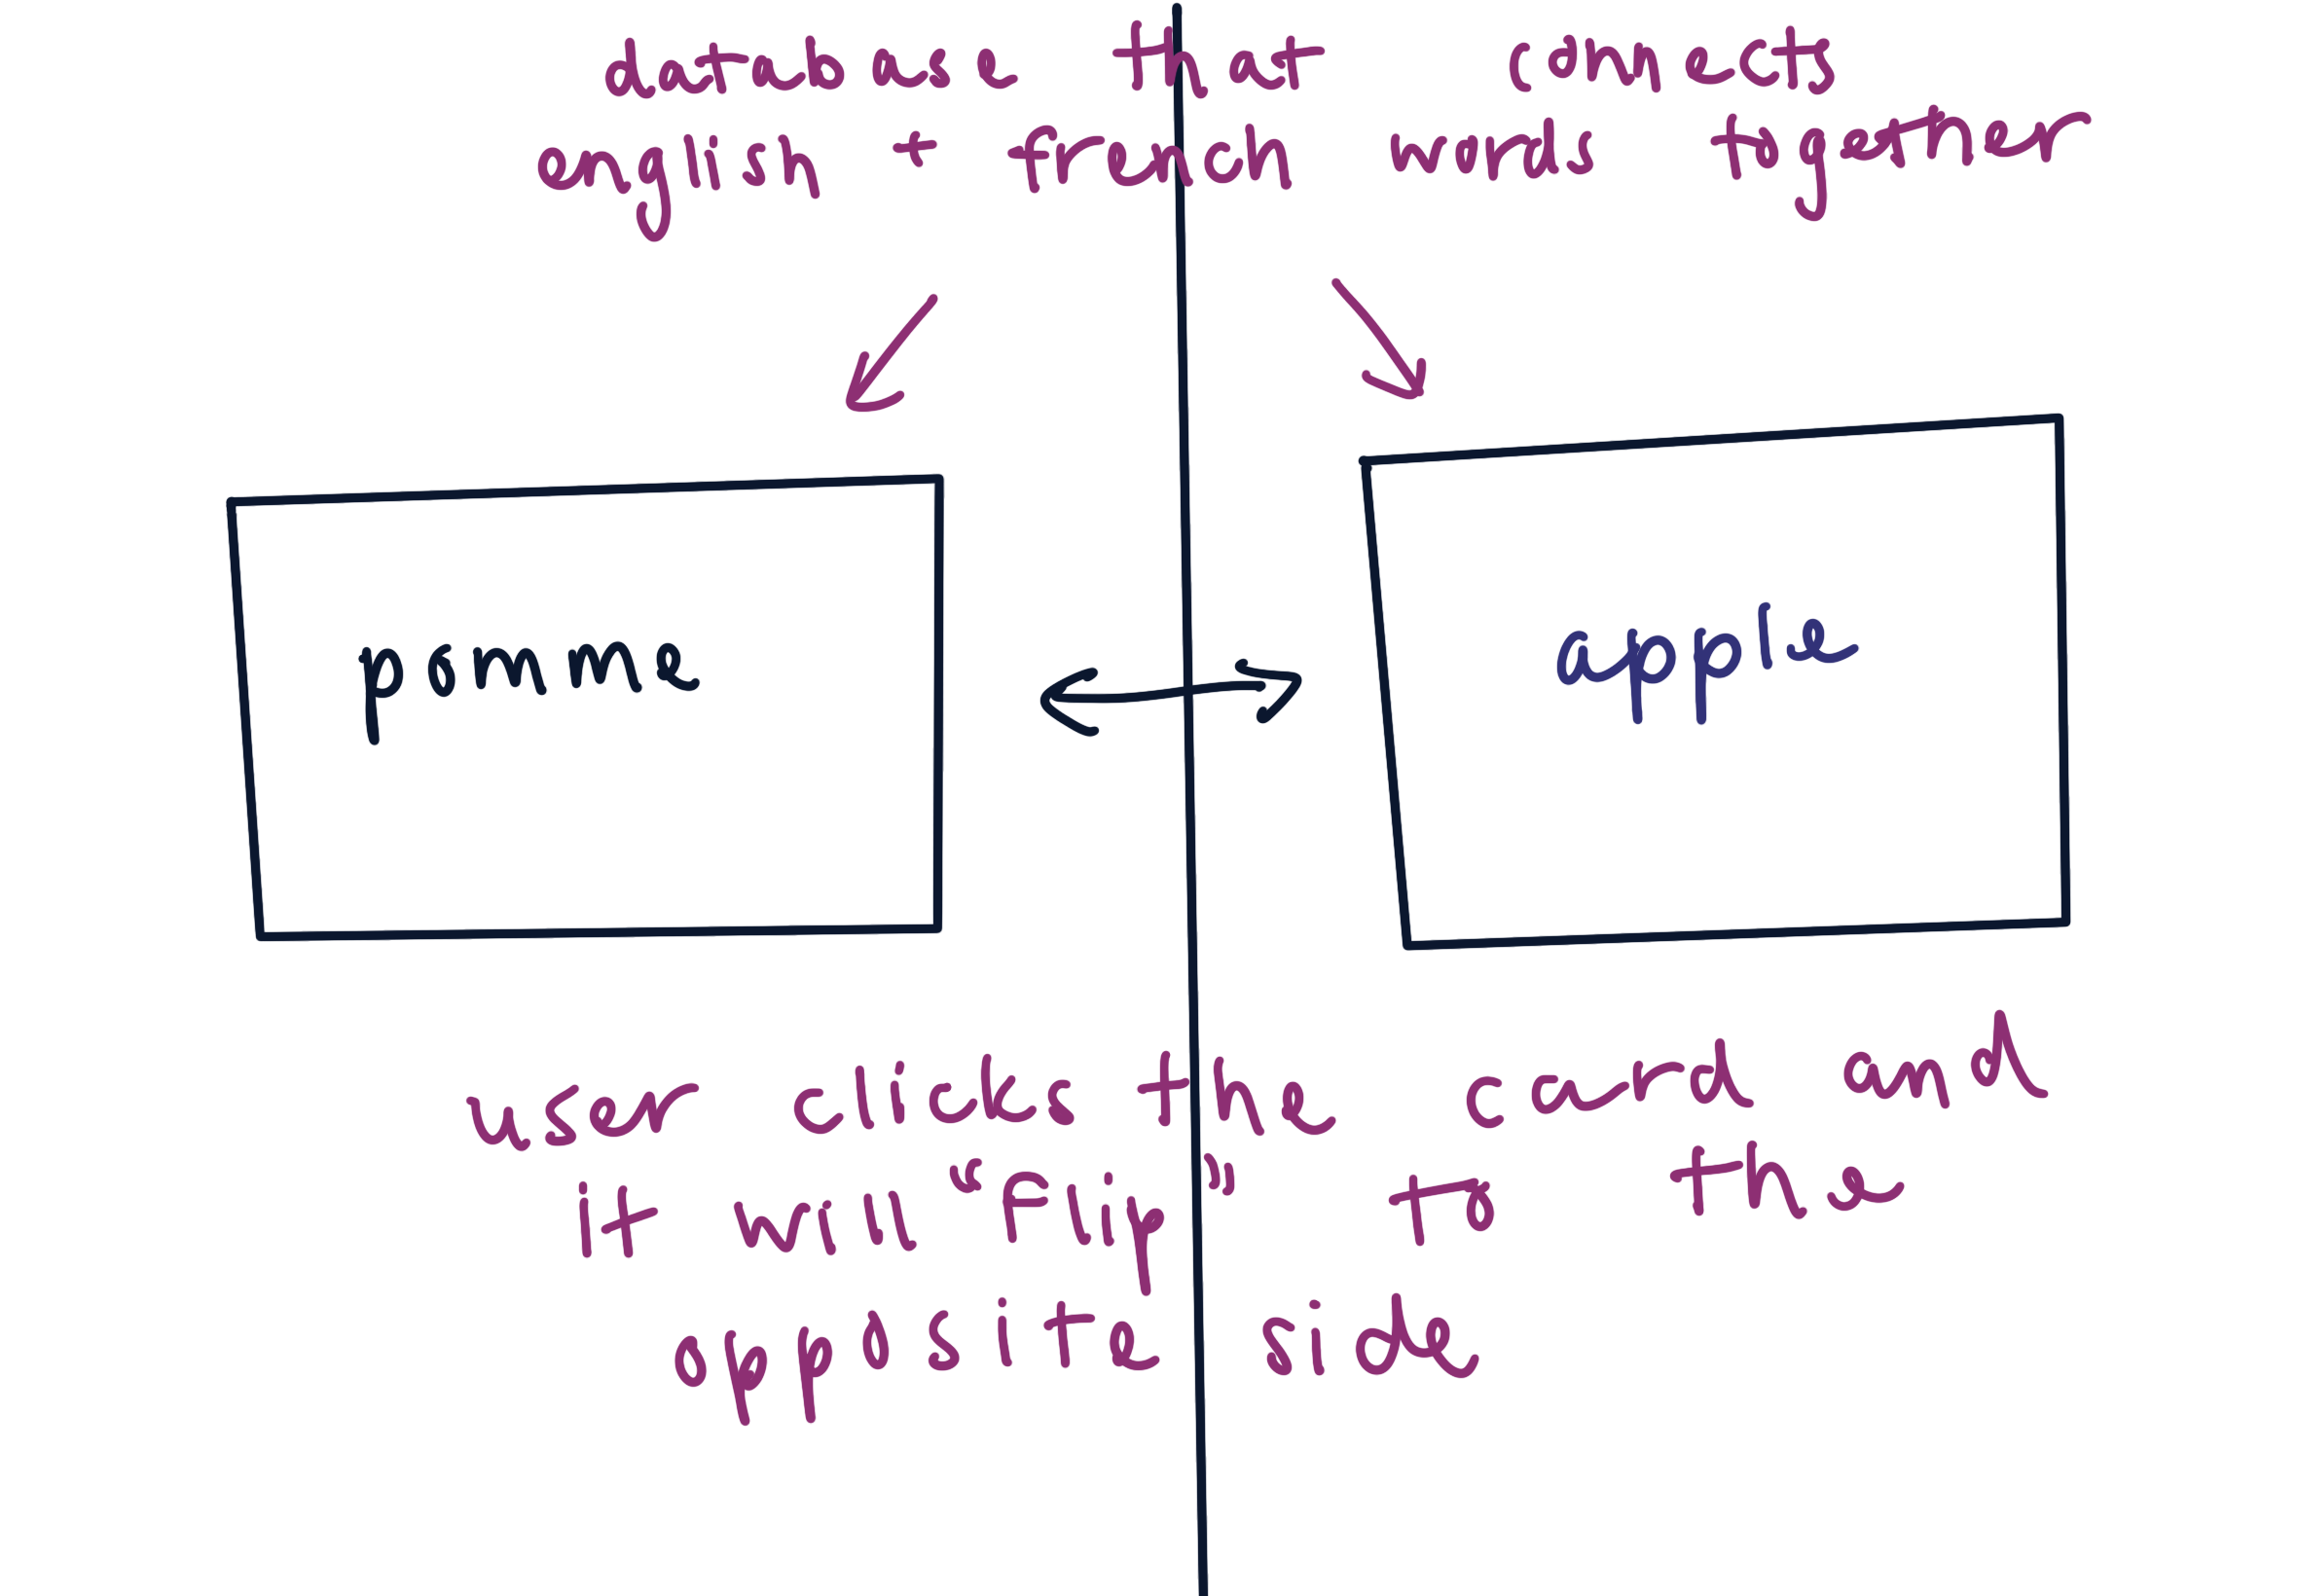 database that conects
english + french words together
pomme
apple
user clicks the card and
it will "flip" to the
opposite side